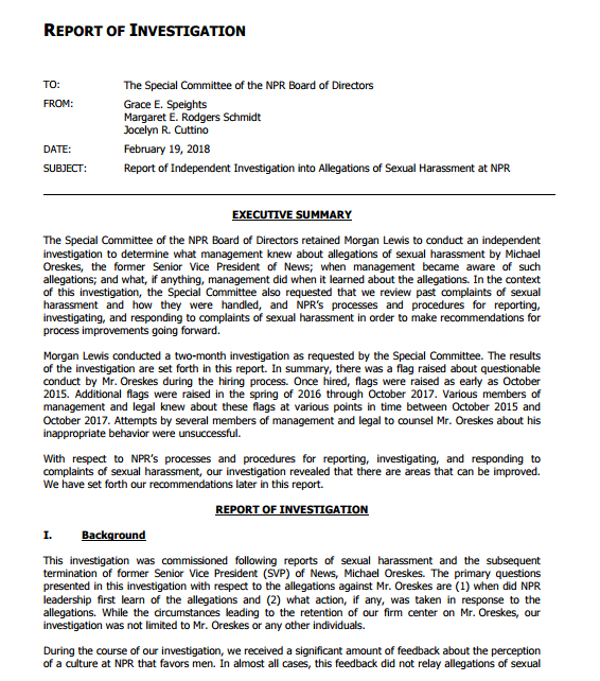 REPORT OF INVESTIGATION
TO: The Special Committee of the NPR Board of Directors
FROM: Grace E. Speights
Margaret E. Rodgers Schmidt
Jocelyn R. Cuttino
DATE: February 19, 2018
SUBJECT: Report of Independent Investigation into Allegations of Sexual Harassment at NPR
EXECUTIVE SUMMARY
The Special Committee of the NPR Board of Directors retained Morgan Lewis to conduct an independent
investigation to determine what management knew about allegations of sexual harassment by Michael
Oreskes, the former Senior Vice President of News; when management became aware of such
allegations; and what, if anything, management did when it learned about the allegations. In the context
of this investigation, the Special Committee also requested that we review past complaints of sexual
harassment and how they were handled, and NPR's processes and procedures for reporting,
investigating, and responding to complaints of sexual harassment in order to make recommendations for
process improvements going forward.
Morgan Lewis conducted a two-month investigation as requested by the Special Committee. The results
of the investigation are set forth in this report. In summary, there was a flag raised about questionable
conduct by Mr. Oreskes during the hiring process. Once hired, flags were raised as early as October
2015. Additional flags were raised in the spring of 2016 through October 2017. Various members of
management and legal knew about these flags at various points in time between October 2015 and
October 2017. Attempts by several members of management and legal to counsel Mr. Oreskes about his
inappropriate behavior were unsuccessful.
With respect to NPR's processes and procedures for reporting, investigating, and responding to
complaints of sexual harassment, our investigation revealed that there are areas that can be improved.
We have set forth our recommendations later in this report.
REPORT OF INVESTIGATION
I. Background
This investigation was commissioned following reports of sexual harassment and the subsequent
termination of former Senior Vice President (SVP) of News, Michael Oreskes. The primary questions
presented in this investigation with respect to the allegations against Mr. Oreskes are (1) when did NPR
leadership first learn of the allegations and (2) what action, if any, was taken in response to the
allegations. While the circumstances leading to the retention of our firm center on Mr. Oreskes, our
investigation was not limited to Mr. Oreskes or any other individuals.
During the course of our investigation, we received a significant amount of feedback about the perception
of a culture at NPR that favors men. In almost all cases, this feedback did not relay allegations of sexual